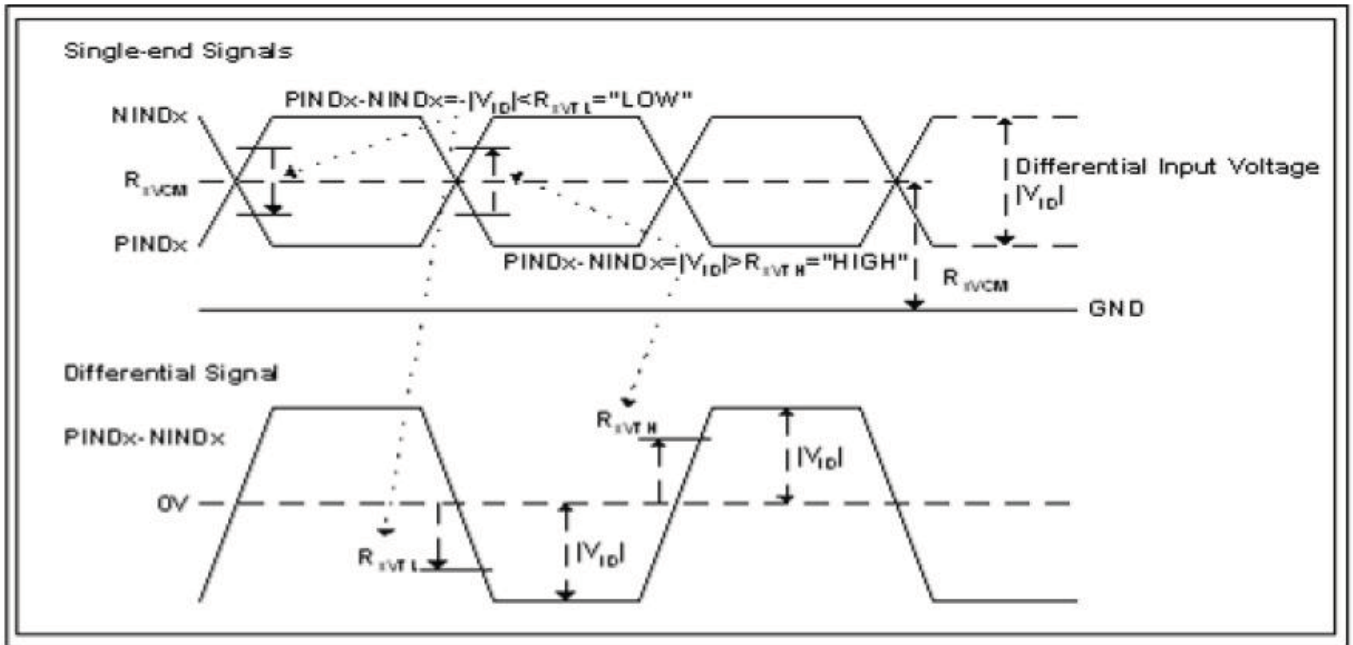 Single-end Signals
PINDx-NINDx=-|VID|<RxVTL="LOW"
NINDx
RxVCM
Differential Input Voltage
|VID|
PINDx
PINDx-NINDx=|VID|>RxVTH="HIGH"
RxVCM
GND
Differential Signal
PINDx-NINDx
RxVTH
|VID|
0V
RxVTL
|VID|